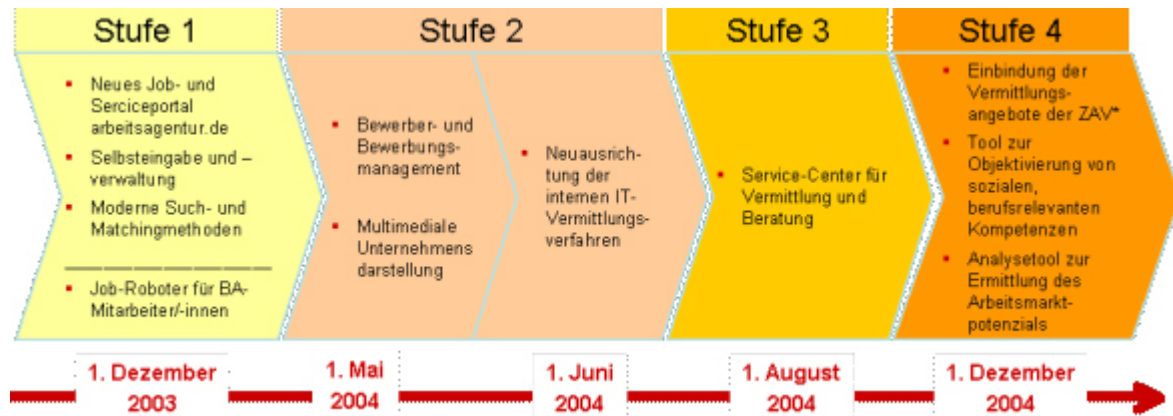 Stufe 1
Stufe 2
Stufe 3
Stufe 4
Neues Job- und
Serciceportal
arbeitsagentur.de
Selbsteingabe und –
verwaltung
Moderne Such- und
Matchingmethoden
Job-Roboter für BA-
Mitarbeiter/-innen
Bewerber- und
Bewerbungs-
management
Multimediale
Unternehmens
darstellung
Neuausrich-
tung der
internen IT-
Vermittlungs-
verfahren
Service-Center für
Vermittlung und
Beratung
Einbindung der
Vermittlungs-
angebote der ZAV*
Tool zur
Objektivierung von
sozialen,
berufsrelevanten
Kompetenzen
Analysetool zur
Ermittlung des
Arbeitsmarkt-
potenzials
1. Dezember
2003
1. Mai
2004
1. Juni
2004
1. August
2004
1. Dezember
2004